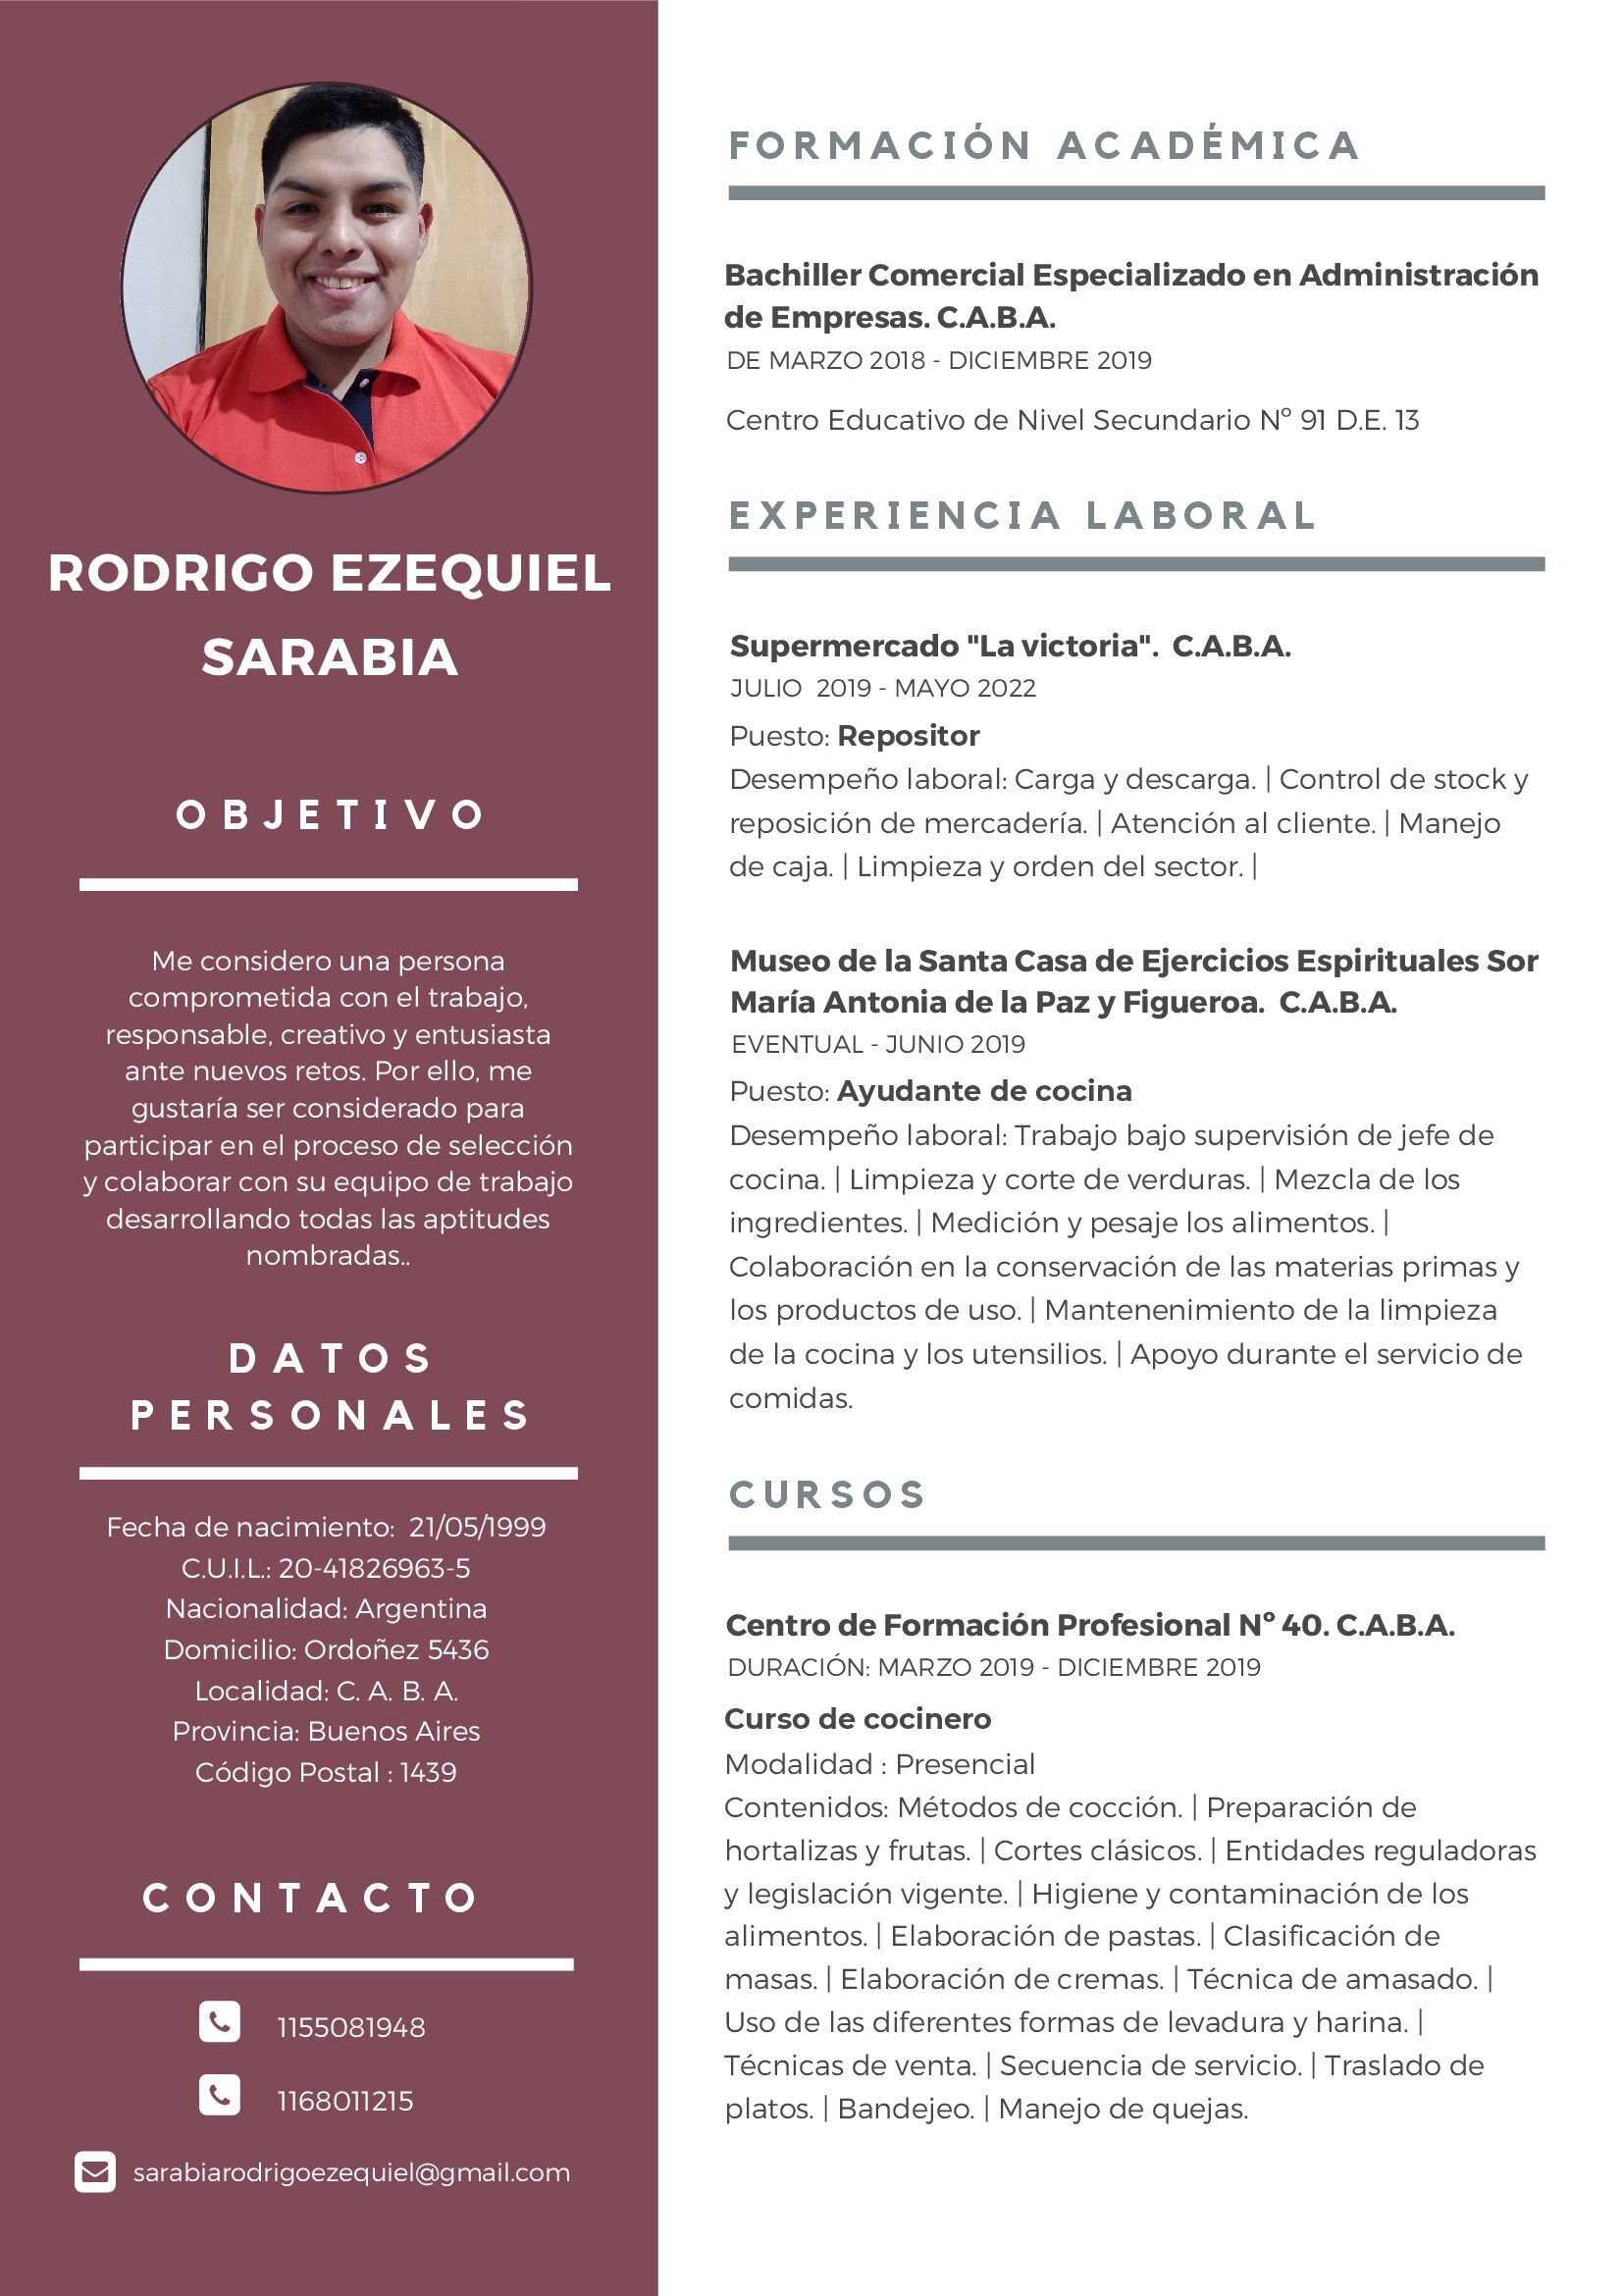 RODRIGO EZEQUIEL
SARABIA
OBJETIVO
Me considero una persona
comprometida con el trabajo,
responsable, creativo y entusiasta
ante nuevos retos. Por ello, me
gustaría ser considerado para
participar en el proceso de selección
y colaborar con su equipo de trabajo
desarrollando todas las aptitudes
nombradas..
DATOS
PERSONALES
Fecha de nacimiento:  21/05/1999
C.U.I.L.: 20-41826963-5
Nacionalidad: Argentina
Domicilio: Ordoñez 5436
Localidad: C. A. B. A.
Provincia: Buenos Aires
Código Postal : 1439
CONTACTO
1155081948
1168011215
sarabiarodrigoezequiel@gmail.com
FORMACIÓN ACADÉMICA
Bachiller Comercial Especializado en Administración
de Empresas. C.A.B.A.
DE MARZO 2018 - DICIEMBRE 2019
Centro Educativo de Nivel Secundario Nº 91 D.E. 13
EXPERIENCIA LABORAL
Supermercado "La victoria".  C.A.B.A.
JULIO  2019 - MAYO 2022
Puesto: Repositor
Desempeño laboral: Carga y descarga. | Control de stock y
reposición de mercadería. | Atención al cliente. | Manejo
de caja. | Limpieza y orden del sector. |
Museo de la Santa Casa de Ejercicios Espirituales Sor
María Antonia de la Paz y Figueroa.  C.A.B.A.
EVENTUAL - JUNIO 2019
Puesto: Ayudante de cocina
Desempeño laboral: Trabajo bajo supervisión de jefe de
cocina. | Limpieza y corte de verduras. | Mezcla de los
ingredientes. | Medición y pesaje los alimentos. |
Colaboración en la conservación de las materias primas y
los productos de uso. | Mantenenimiento de la limpieza
de la cocina y los utensilios. | Apoyo durante el servicio de
comidas.
CURSOS
Centro de Formación Profesional Nº 40. C.A.B.A.
DURACIÓN: MARZO 2019 - DICIEMBRE 2019
Curso de cocinero
Modalidad : Presencial
Contenidos: Métodos de cocción. | Preparación de
hortalizas y frutas. | Cortes clásicos. | Entidades reguladoras
y legislación vigente. | Higiene y contaminación de los
alimentos. | Elaboración de pastas. | Clasificación de
masas. | Elaboración de cremas. | Técnica de amasado. |
Uso de las diferentes formas de levadura y harina. |
Técnicas de venta. | Secuencia de servicio. | Traslado de
platos. | Bandejeo. | Manejo de quejas.